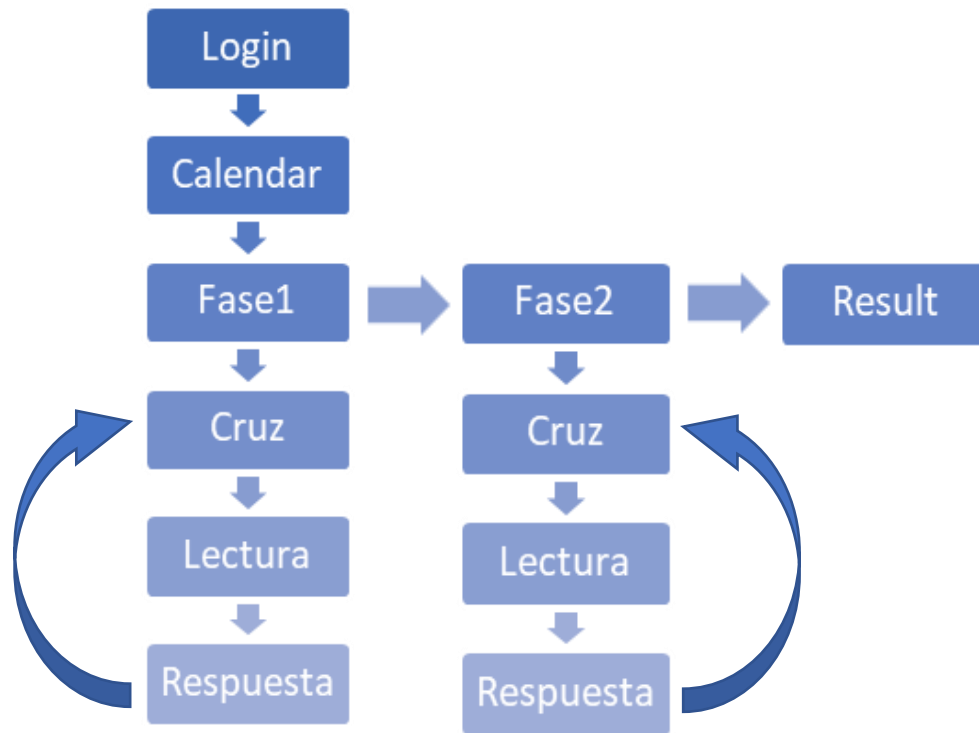 Login
Calendar
Fase1
Fase2
Result
Cruz
Cruz
Lectura
Lectura
Respuesta
Respuesta